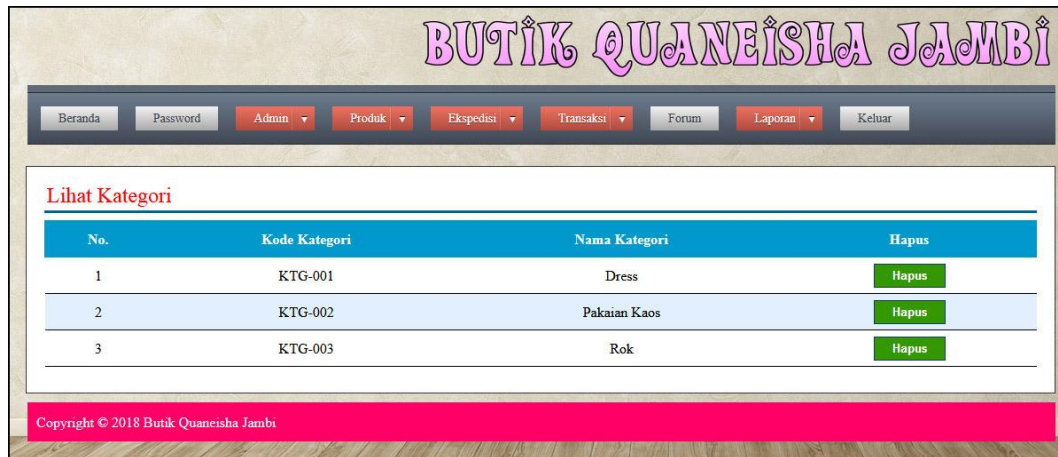 BUTIK QUANEISHA JAMBI
Beranda Password Admin Produk Ekspedisi Transaksi Forum Laporan Keluar
Lihat Kategori
No. Kode Kategori Nama Kategori Hapus
1 KTG-001 Dress Hapus
2 KTG-002 Pakaian Kaos Hapus
3 KTG-003 Rok Hapus
Copyright © 2018 Butik Quaneisha Jambi